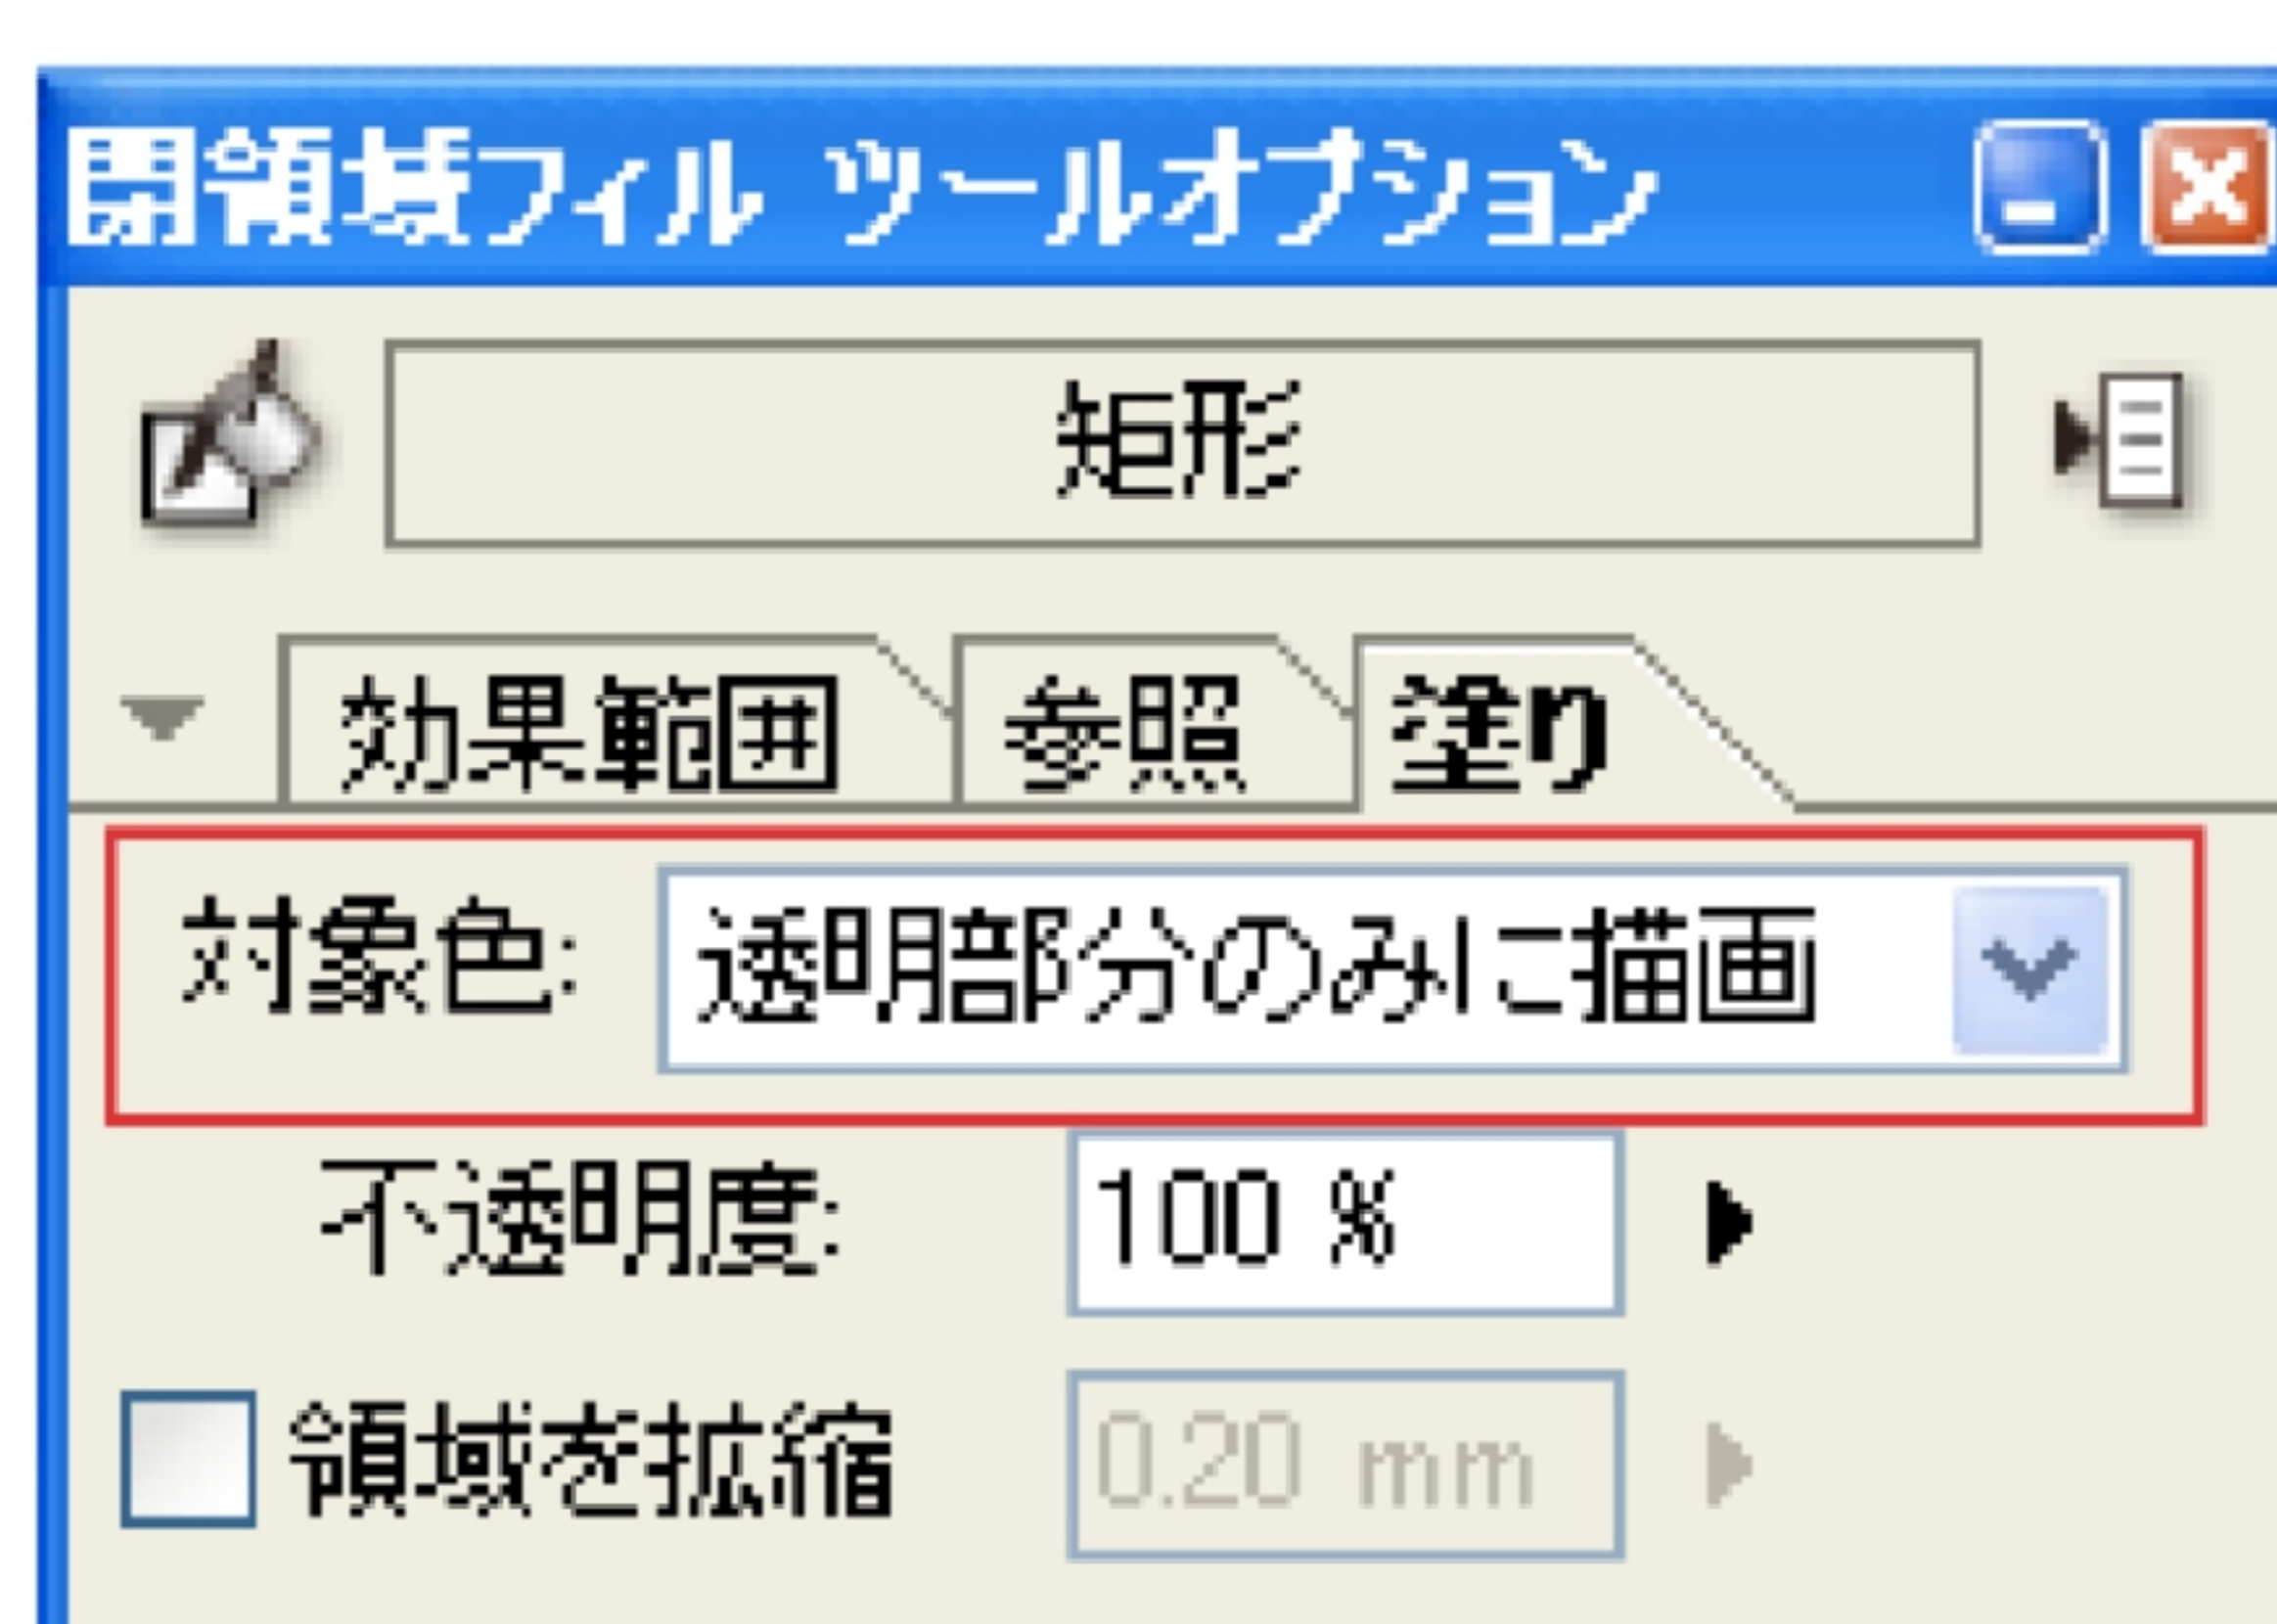 閉領域フィル ツールオプション
矩形
効果範囲 参照 塗り
対象色: 透明部分のみに描画
不透明度: 100 %
領域を拡縮 0.20 mm